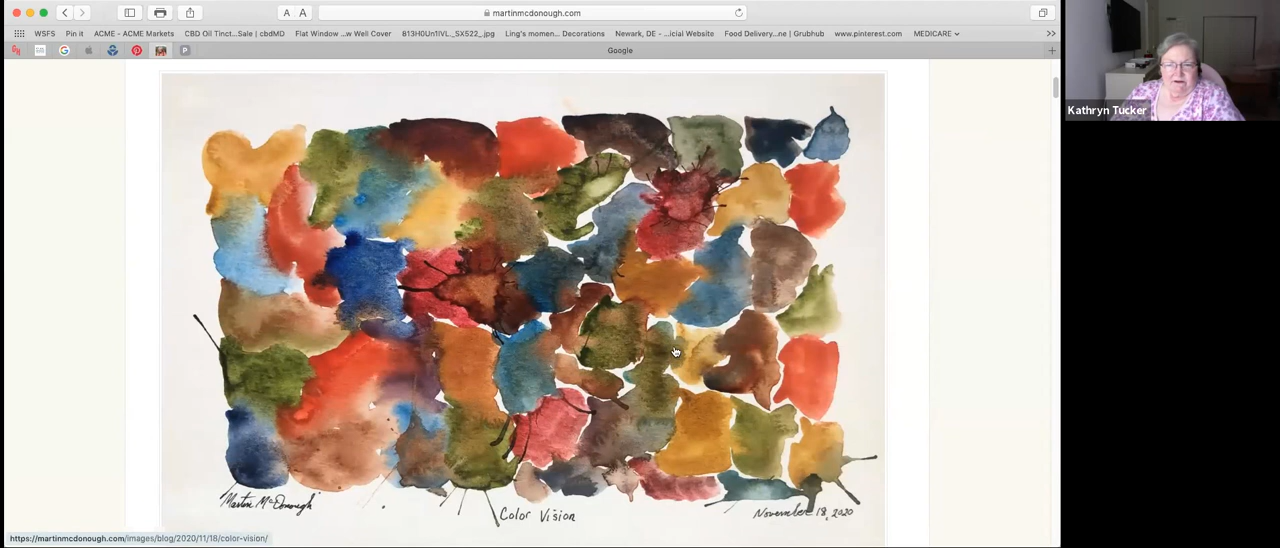 A A
martinmcdonough.com
WSFS Pin it ACME - ACME Markets CBD Oil Tinct...Sale | cbdMD Flat Window ...w Well Cover 813H0Un1lVL._SX522_.jpg Ling's momen... Decorations Newark, DE - ...icial Website Food Delivery...ne | Grubhub www.pinterest.com MEDICARE
Google
Kathryn Tucker
Martin McDonough
Color Vision
November 18, 2020
https://martinmcdonough.com/images/blog/2020/11/18/color-vision/